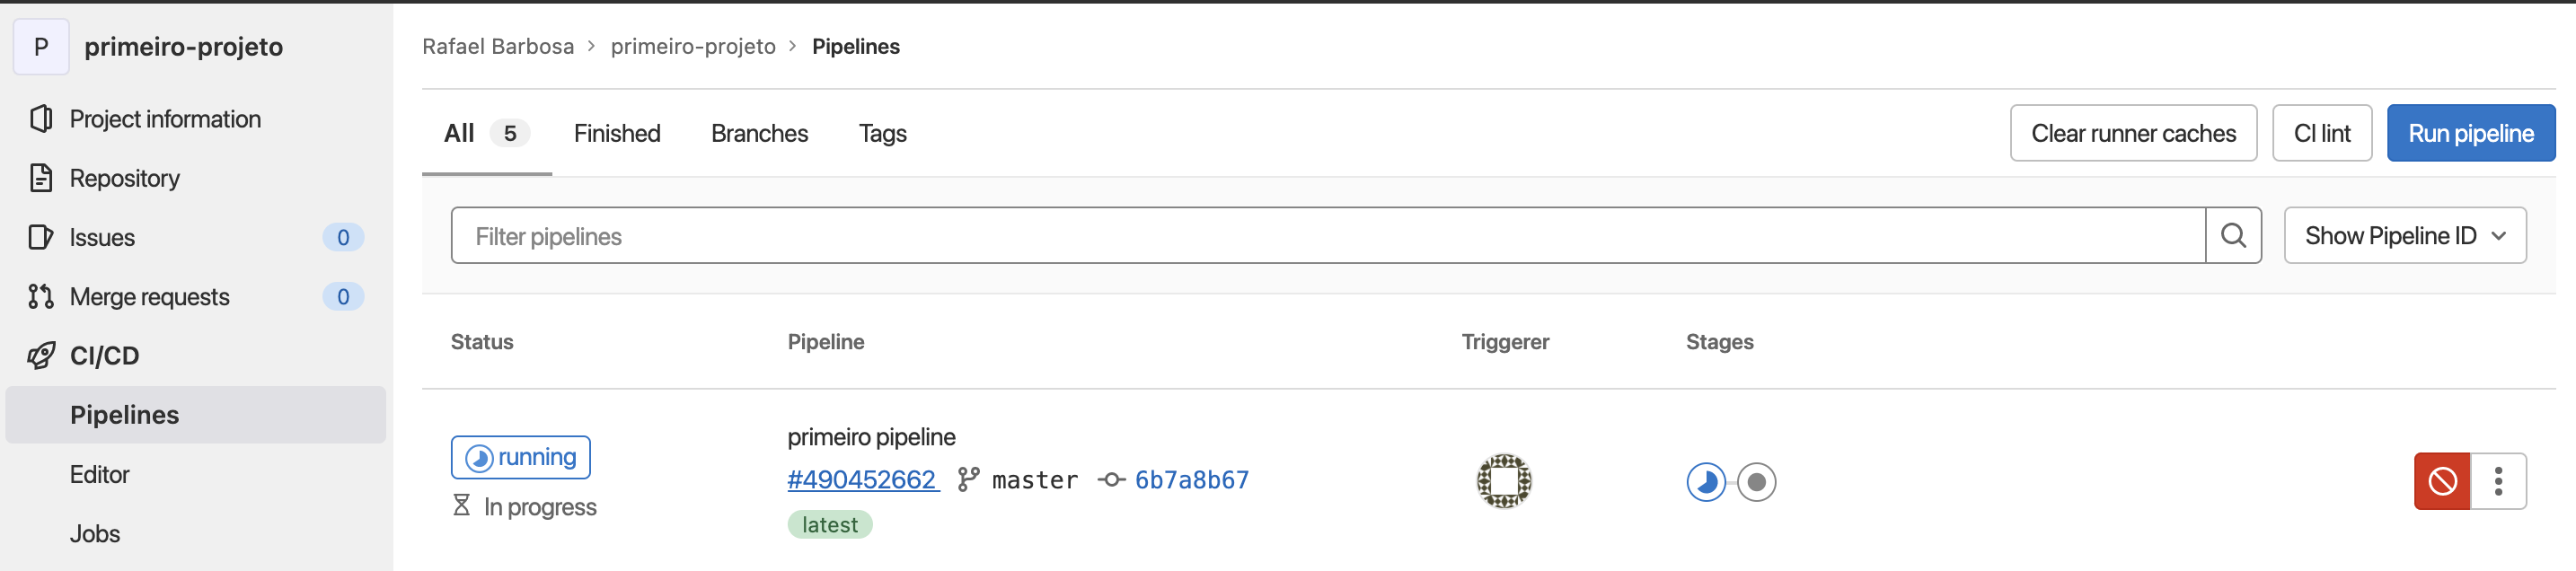 P primeiro-projeto
Project information
Repository
Issues 0
Merge requests 0
CI/CD
Pipelines
Editor
Jobs
Rafael Barbosa > primeiro-projeto > Pipelines
All 5 Finished Branches Tags Clear runner caches CI lint Run pipeline
Filter pipelines Show Pipeline ID
Status Pipeline Triggerer Stages
running
In progress
primeiro pipeline
#490452662 master 6b7a8b67
latest